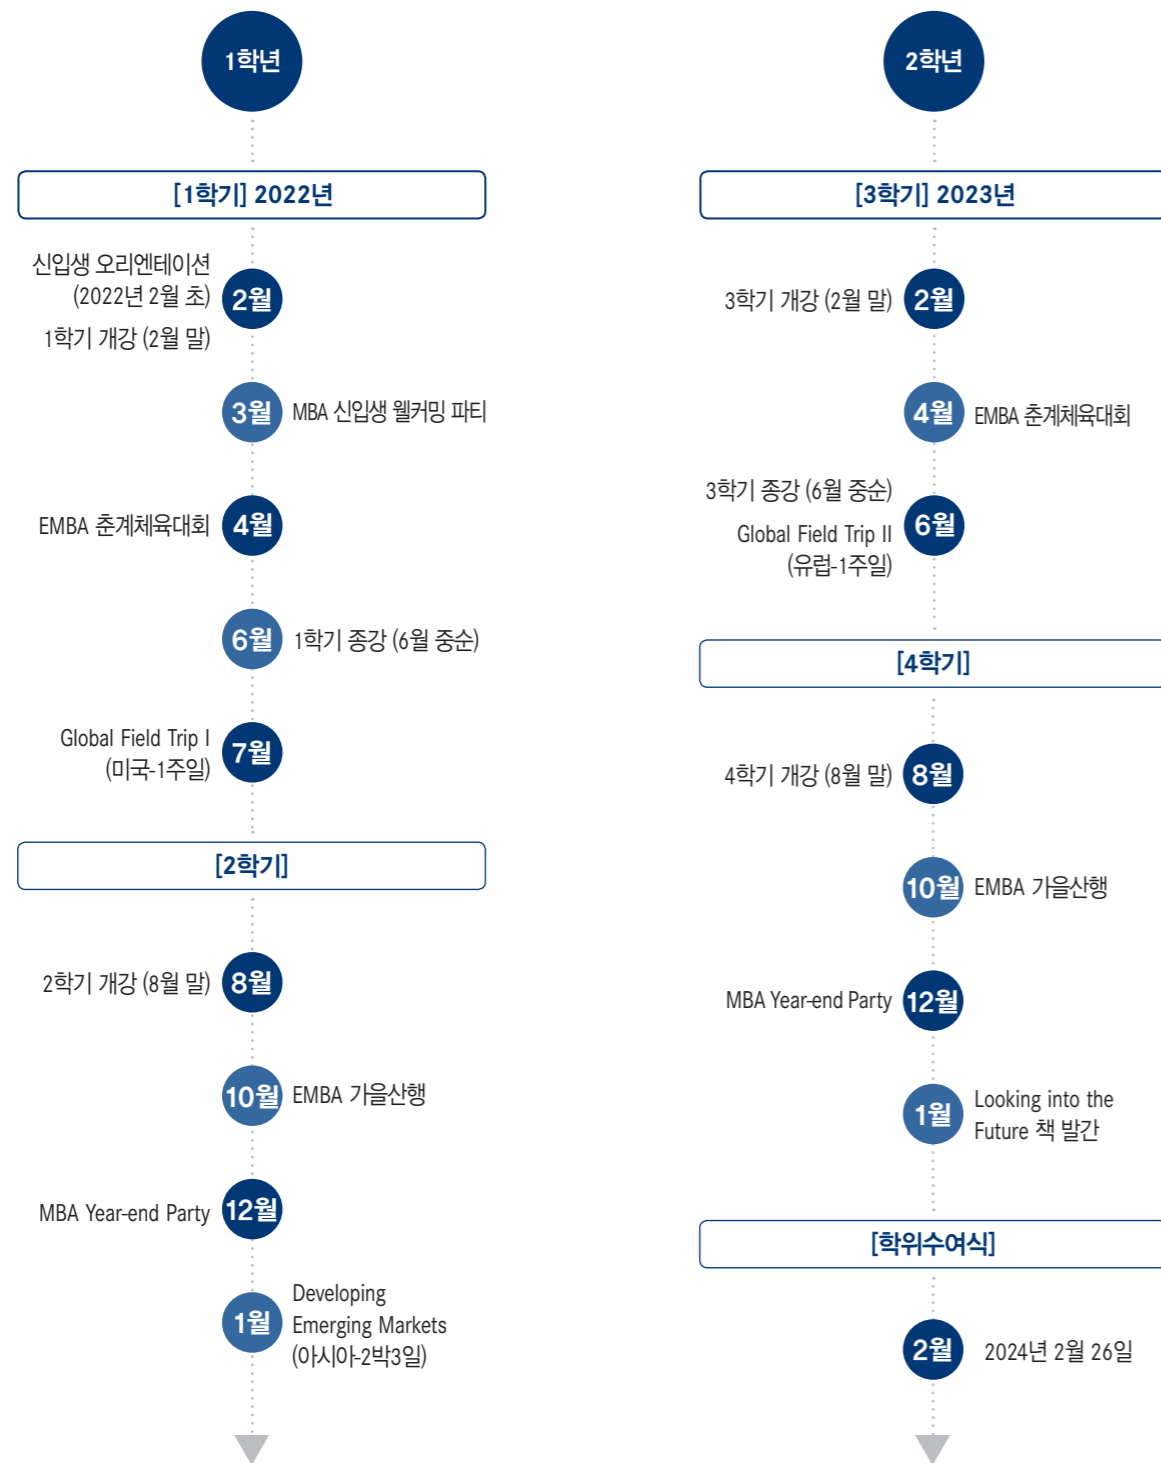 1학년
[1학기] 2022년
신입생 오리엔테이션
(2022년 2월 초)
1학기 개강 (2월 말)
2월
3월
MBA 신입생 웰커밍 파티
EMBA 춘계체육대회
4월
6월
1학기 종강 (6월 중순)
Global Field Trip I
(미국-1주일)
7월
[2학기]
2학기 개강 (8월 말)
8월
10월
EMBA 가을산행
MBA Year-end Party
12월
1월
Developing
Emerging Markets
(아시아-2박3일)
2학년
[3학기] 2023년
3학기 개강 (2월 말)
2월
4월
EMBA 춘계체육대회
3학기 종강 (6월 중순)
Global Field Trip II
(유럽-1주일)
6월
[4학기]
4학기 개강 (8월 말)
8월
10월
EMBA 가을산행
MBA Year-end Party
12월
1월
Looking into the
Future 책 발간
[학위수여식]
2월
2024년 2월 26일